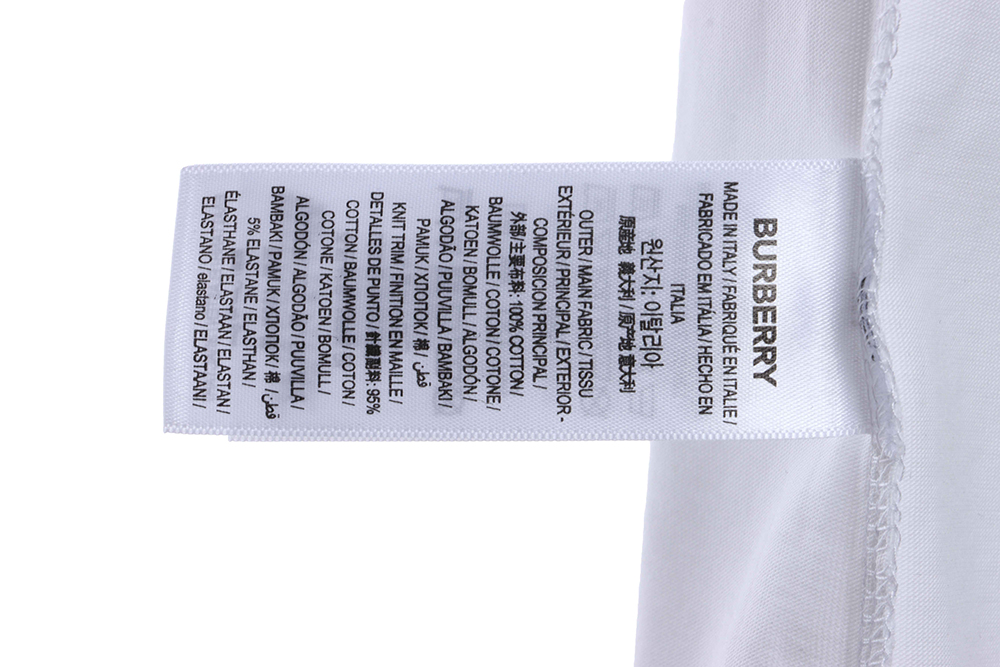 BURBERRY
MADE IN ITALY / FABRIQUÉ EN ITALIE /
FABRICADO EM ITÁLIA / HECHO EN
ITALIA
원산지: 이탈리아
原産地 義大利 / 原产地 意大利
OUTER / MAIN FABRIC / TISSU
EXTÉRIEUR / PRINCIPAL / EXTERIOR -
COMPOSICION PRINCIPAL /
外部/主要布料: 100% COTTON /
BAUMWOLLE / COTON / COTONE /
KATOEN / BOMULL / ALGODÓN /
ALGODÃO / PUUVILLA / BAMBAKI
PAMUK / ХЛОПОК / 棉 / قطن
KNIT TRIM / FINITION EN MAILLE /
DETALLES DE PUNTO / 針織副料: 95%
COTTON / BAUMWOLLE / COTON /
COTONE / KATOEN / BOMULL /
ALGODÓN / ALGODÃO / PUUVILLA /
BAMBAKI / PAMUK / ХЛОПОК / 棉 / قطن
5% ELASTANE / ELASTHAN /
ÉLASTHANE / ELASTAAN / ELASTAN /
ELASTANO / elastano / ELASTAANI /